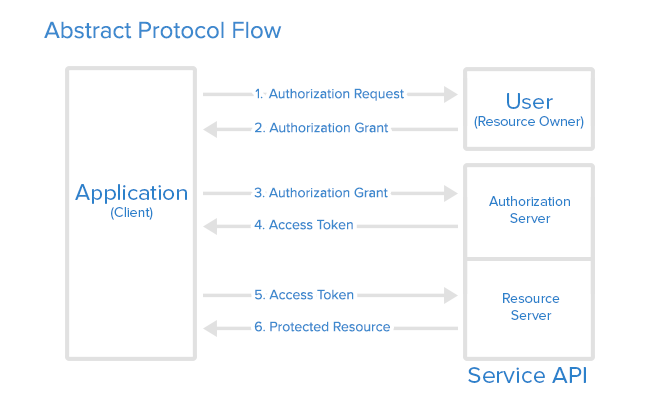 Abstract Protocol Flow
Application
(Client)
1. Authorization Request
2. Authorization Grant
3. Authorization Grant
4. Access Token
5. Access Token
6. Protected Resource
User
(Resource Owner)
Authorization
Server
Resource
Server
Service API